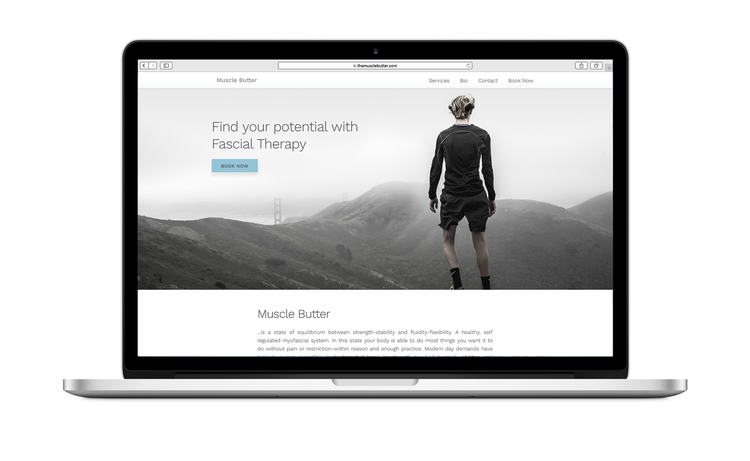 themusclebutter.com
Muscle Butter Services Bio Contact Book Now
Find your potential with
Fascial Therapy
BOOK NOW
Muscle Butter
...is a state of equilibrium between strength-stability and fluidity-flexibility. A healthy, self
regulated myofascial system. In this state your body is able to do most things you want it to
do without pain or restriction-within reason and enough practice. Modern day demands have